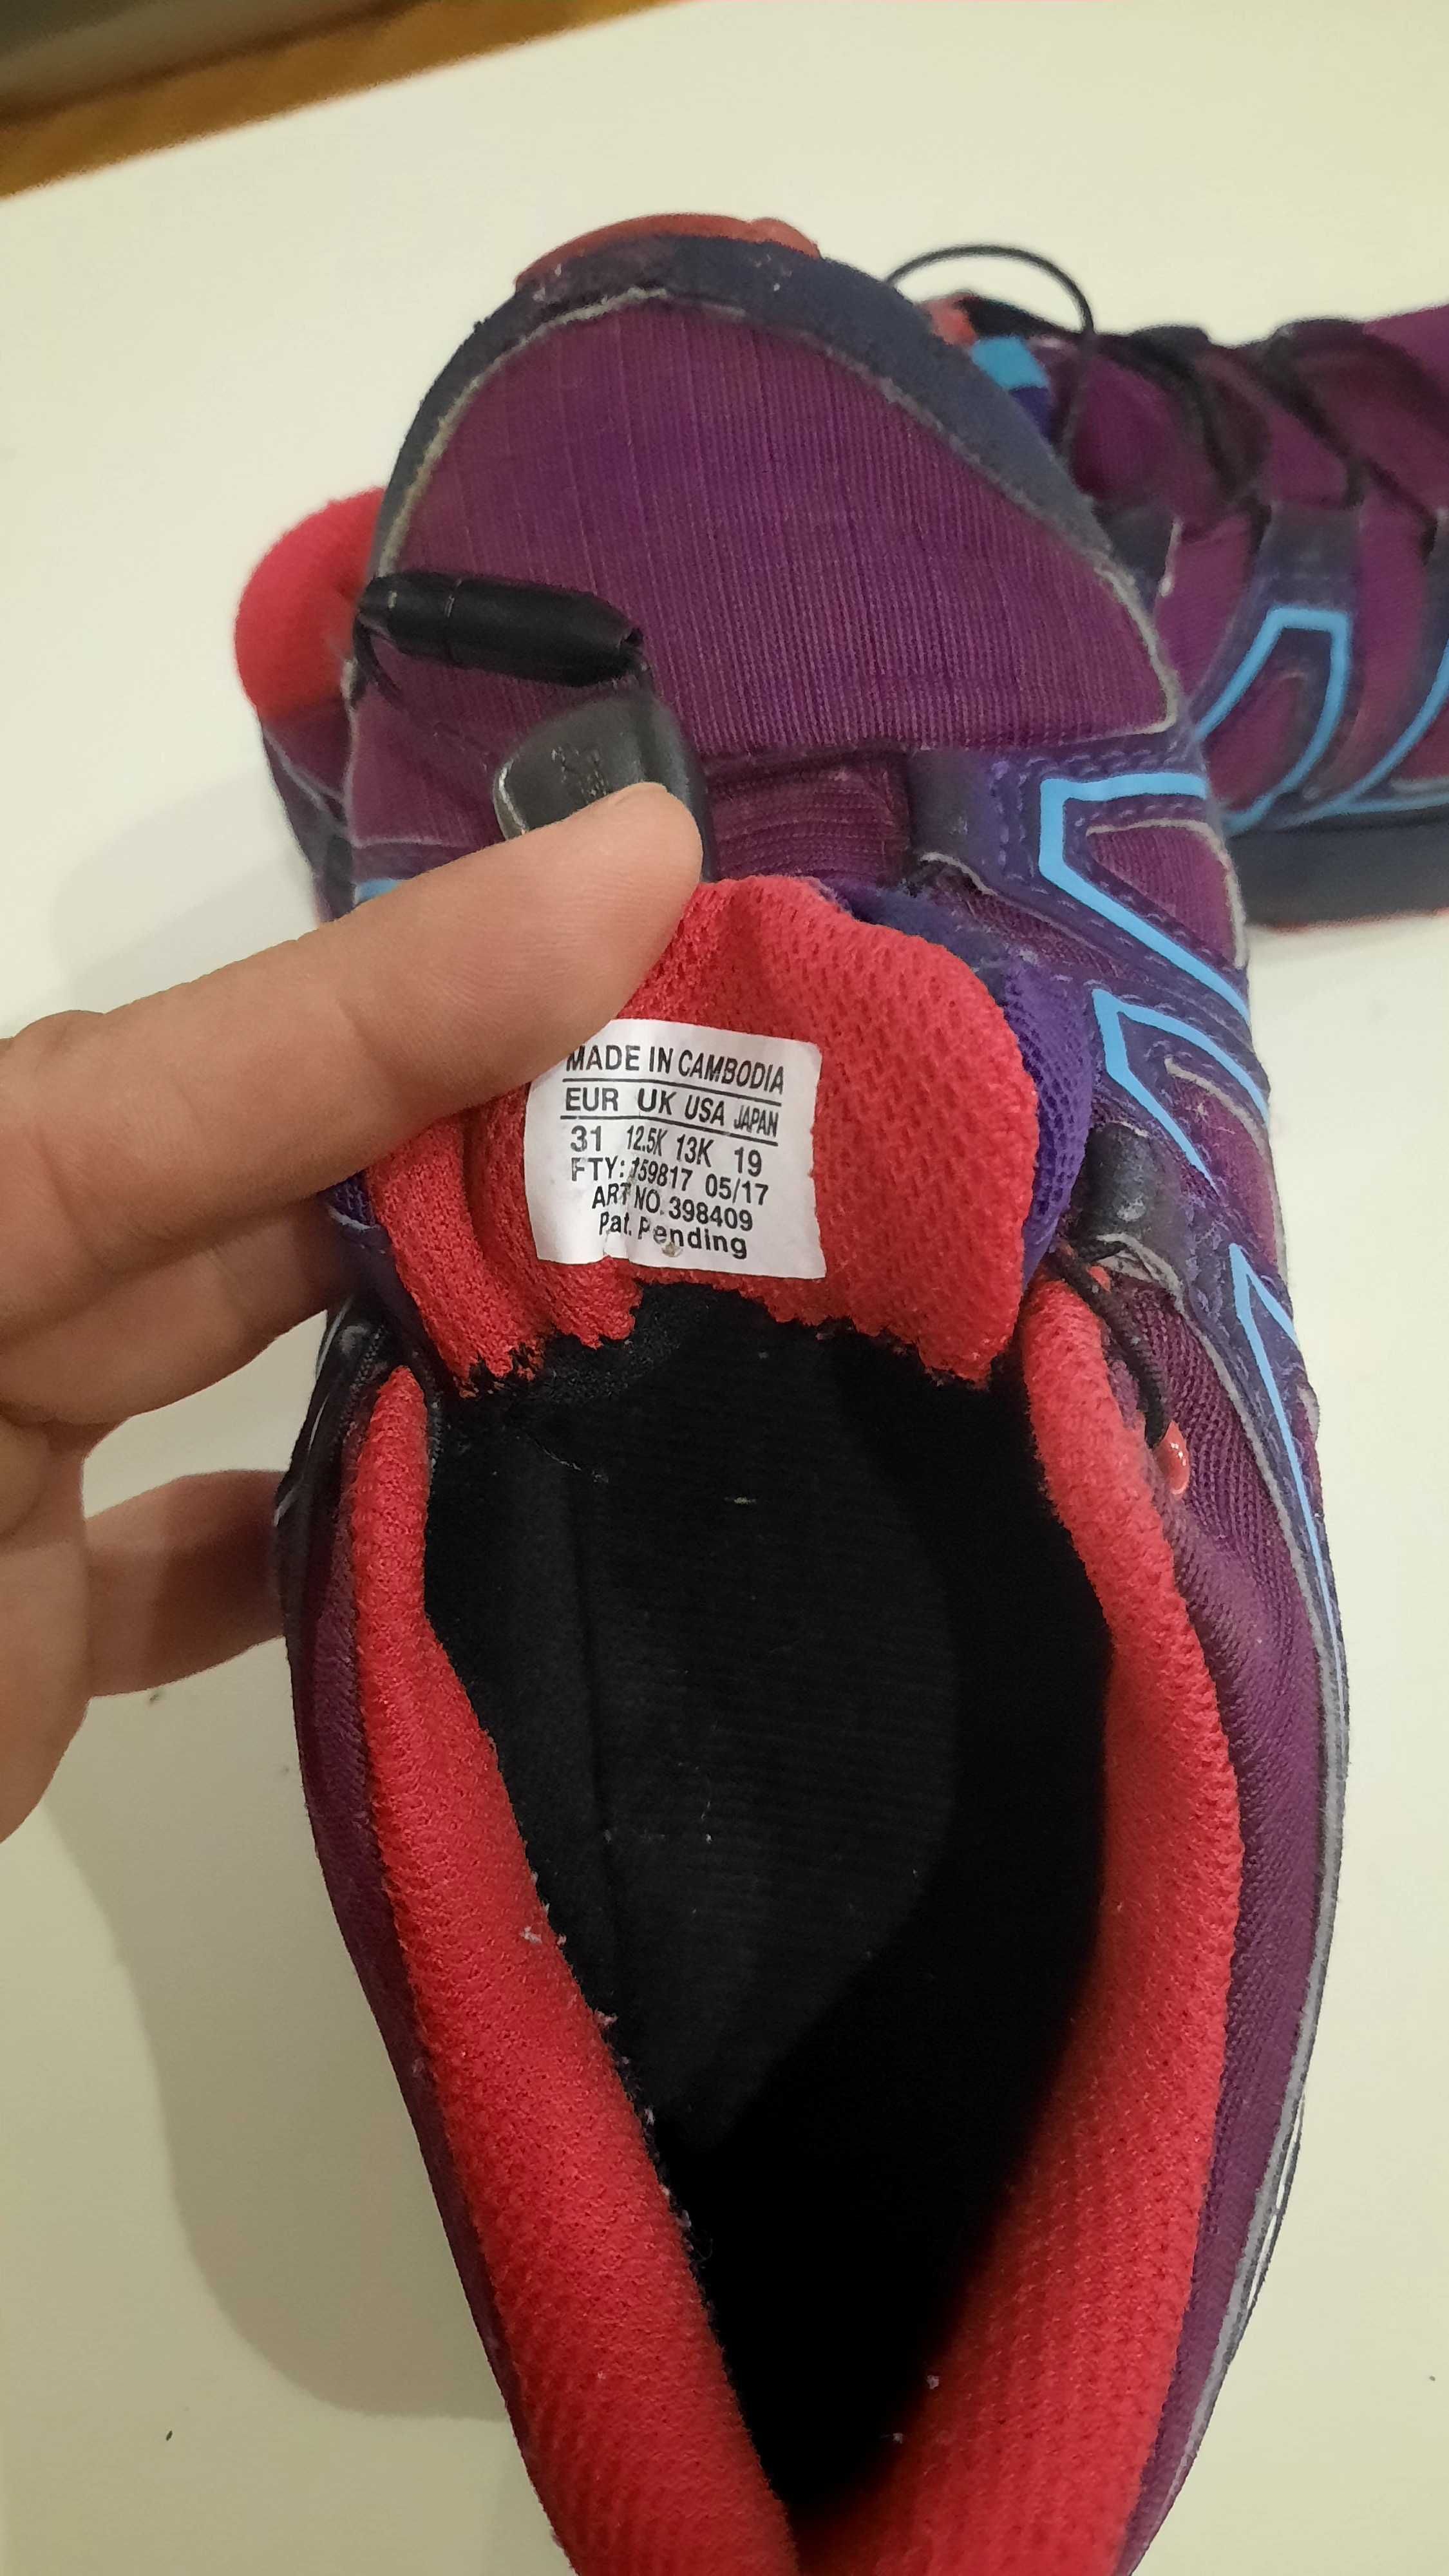 MADE IN CAMBODIA
EUR UK USA JAPAN
31 12.5K 13K 19
FTY: 159817 05/17
ART NO. 398409
Pat. Pending